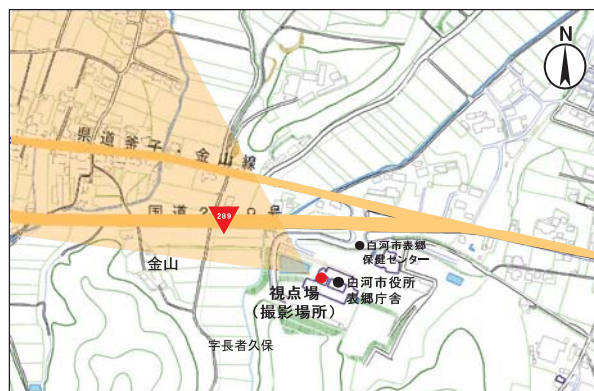 N
県道釜子・金山線
国道289号
289
白河市表郷
保健センター
金山
白河市役所
表郷庁舎
視点場
(撮影場所)
字長者久保